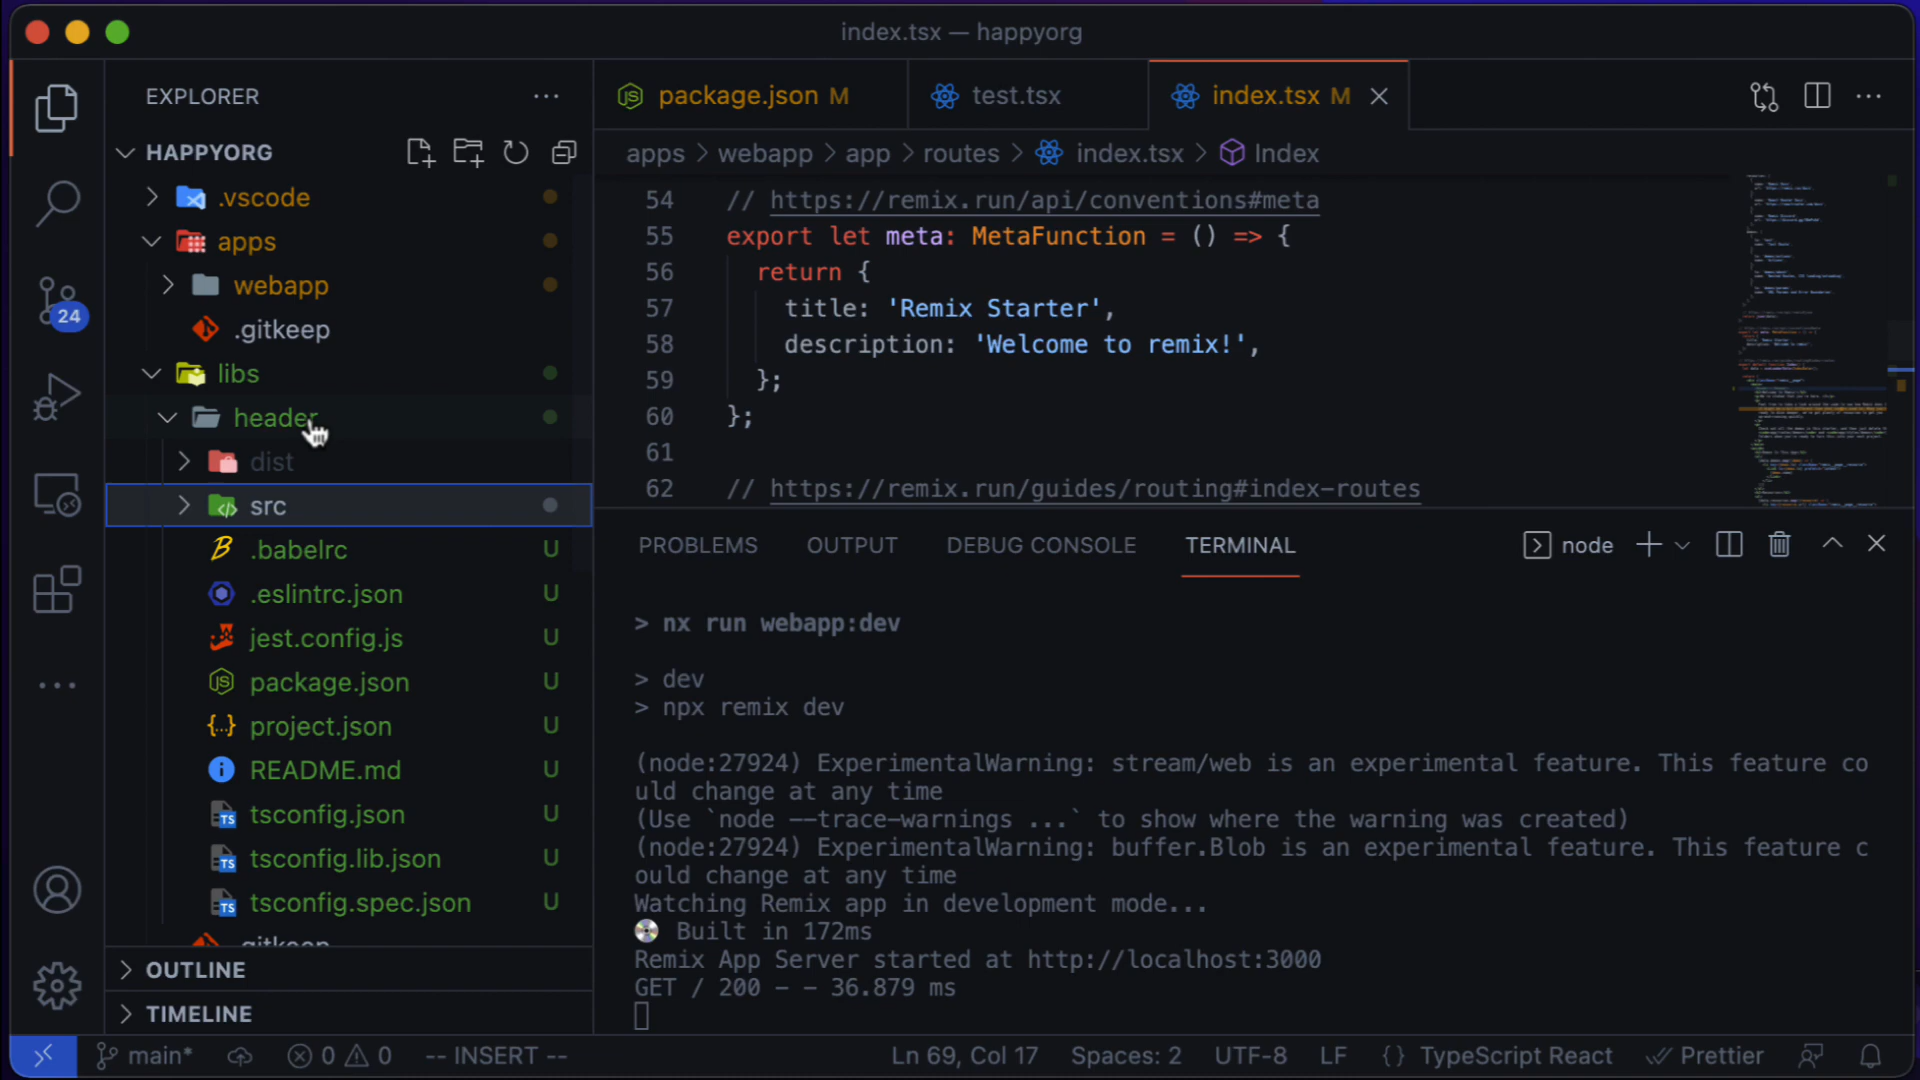 index.tsx — happyorg
EXPLORER
HAPPYORG
.vscode
apps
webapp
.gitkeep
libs
header
dist
src
.babelrc U
.eslintrc.json U
jest.config.js U
package.json U
project.json U
README.md U
tsconfig.json U
tsconfig.lib.json U
tsconfig.spec.json U
.gitkeep
OUTLINE
TIMELINE
24
package.json M
test.tsx
index.tsx M
apps > webapp > app > routes > index.tsx > Index
54 // https://remix.run/api/conventions#meta
55 export let meta: MetaFunction = () => {
56 return {
57 title: 'Remix Starter',
58 description: 'Welcome to remix!',
59 };
60 };
61
62 // https://remix.run/guides/routing#index-routes
PROBLEMS OUTPUT DEBUG CONSOLE TERMINAL node
> nx run webapp:dev
> dev
> npx remix dev
(node:27924) ExperimentalWarning: stream/web is an experimental feature. This feature co
uld change at any time
(Use `node --trace-warnings ...` to show where the warning was created)
(node:27924) ExperimentalWarning: buffer.Blob is an experimental feature. This feature c
ould change at any time
Watching Remix app in development mode...
Built in 172ms
Remix App Server started at http://localhost:3000
GET / 200 - - 36.879 ms
main* 0 0 -- INSERT -- Ln 69, Col 17 Spaces: 2 UTF-8 LF {} TypeScript React Prettier